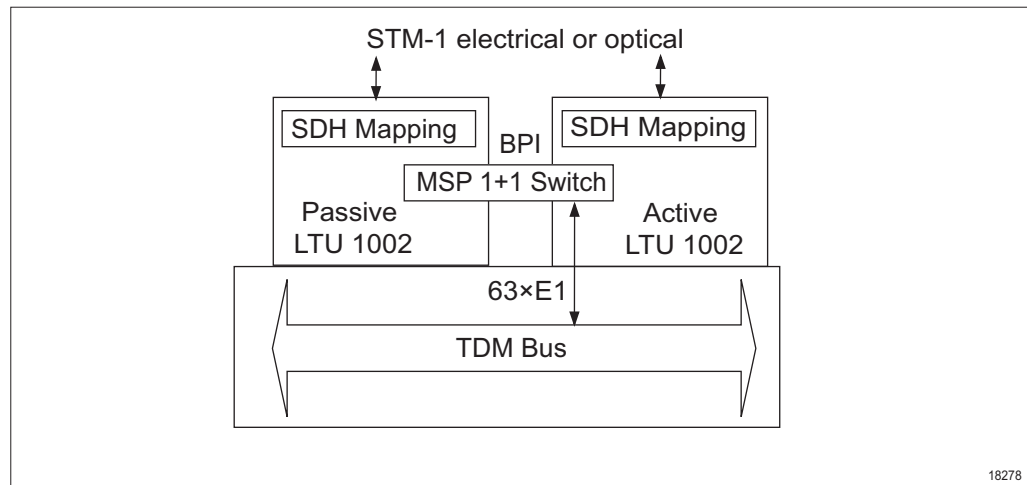 STM-1 electrical or optical
SDH Mapping
SDH Mapping
BPI
MSP 1+1 Switch
Passive
LTU 1002
Active
LTU 1002
63×E1
TDM Bus
18278